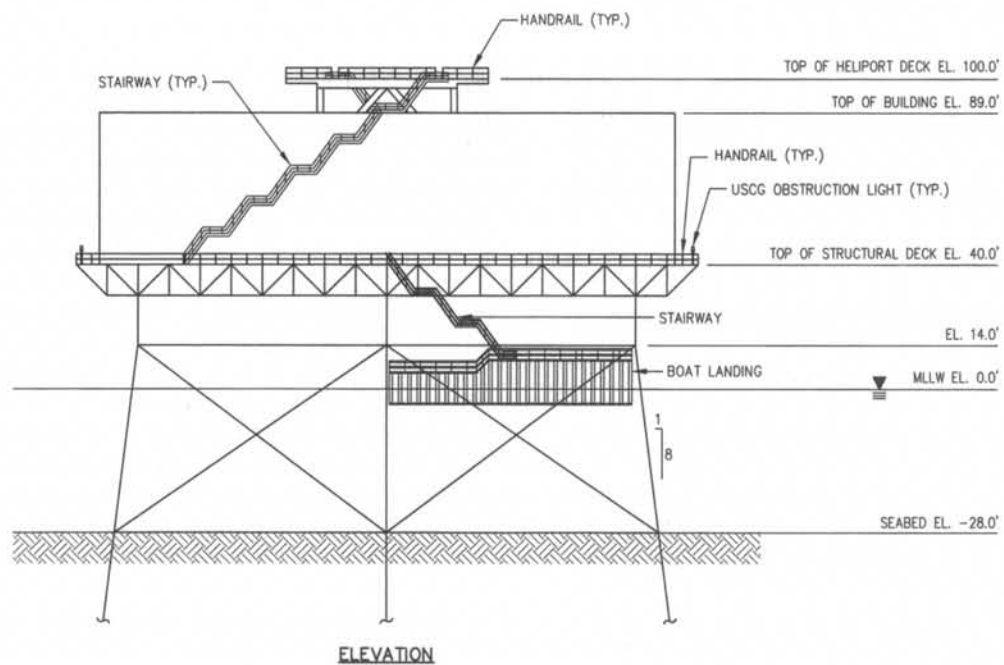 HANDRAIL (TYP.)
TOP OF HELIPORT DECK EL. 100.0'
STAIRWAY (TYP.)
TOP OF BUILDING EL. 89.0'
HANDRAIL (TYP.)
USCG OBSTRUCTION LIGHT (TYP.)
TOP OF STRUCTURAL DECK EL. 40.0'
STAIRWAY
EL. 14.0'
BOAT LANDING
MLLW EL. 0.0'
1
8
SEABED EL. -28.0'
ELEVATION